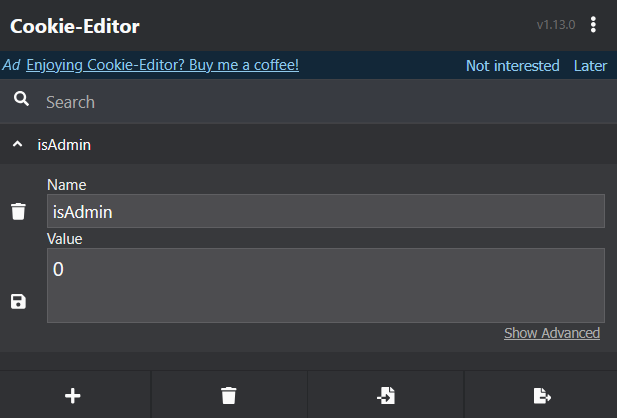 Cookie-Editor v1.13.0
Ad Enjoying Cookie-Editor? Buy me a coffee! Not interested Later
Search
isAdmin
Name
isAdmin
Value
0
Show Advanced